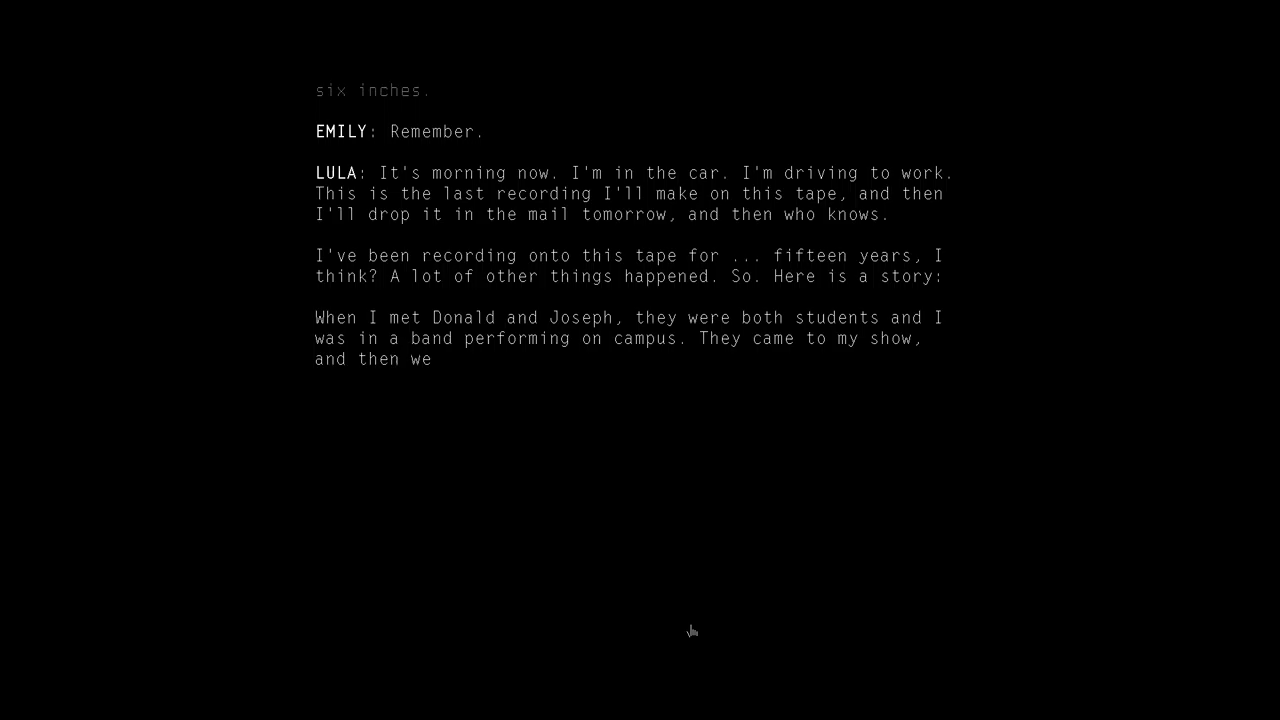 six inches.
EMILY: Remember.
LULA: It's morning now. I'm in the car. I'm driving to work.
This is the last recording I'll make on this tape, and then
I'll drop it in the mail tomorrow, and then who knows.
I've been recording onto this tape for ... fifteen years, I
think? A lot of other things happened. So. Here is a story:
When I met Donald and Joseph, they were both students and I
was in a band performing on campus. They came to my show,
and then we